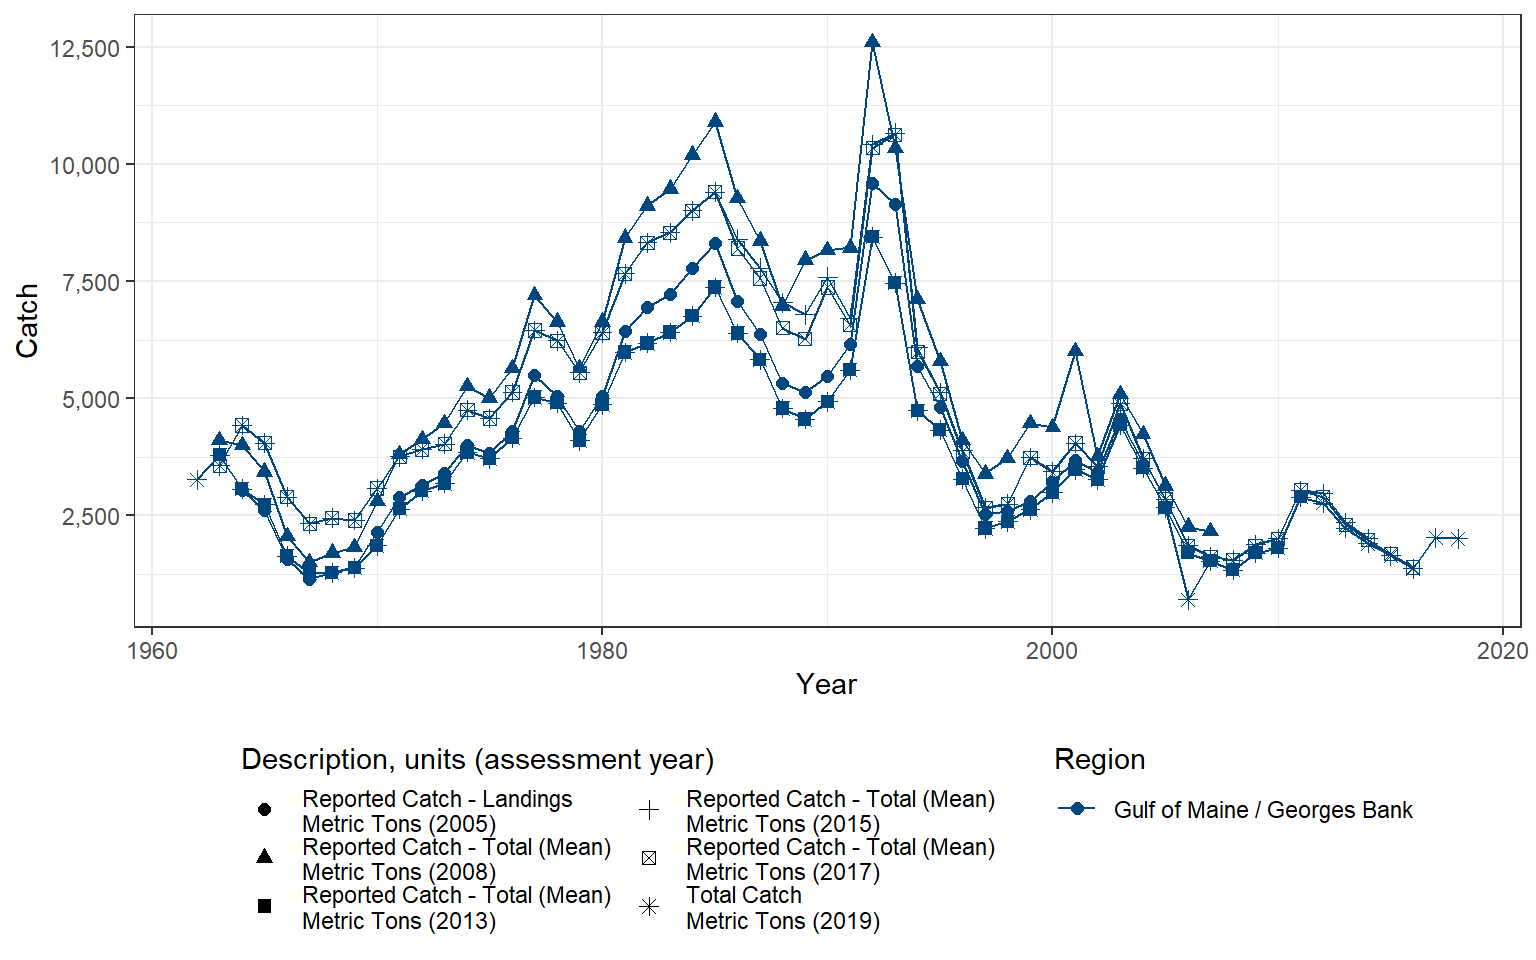 12,500
10,000
7,500
5,000
2,500
Catch
1960
1980
2000
2020
Year
Description, units (assessment year)
Reported Catch - Landings
Metric Tons (2005)
Reported Catch - Total (Mean)
Metric Tons (2008)
Reported Catch - Total (Mean)
Metric Tons (2013)
Reported Catch - Total (Mean)
Metric Tons (2015)
Reported Catch - Total (Mean)
Metric Tons (2017)
Total Catch
Metric Tons (2019)
Region
Gulf of Maine / Georges Bank